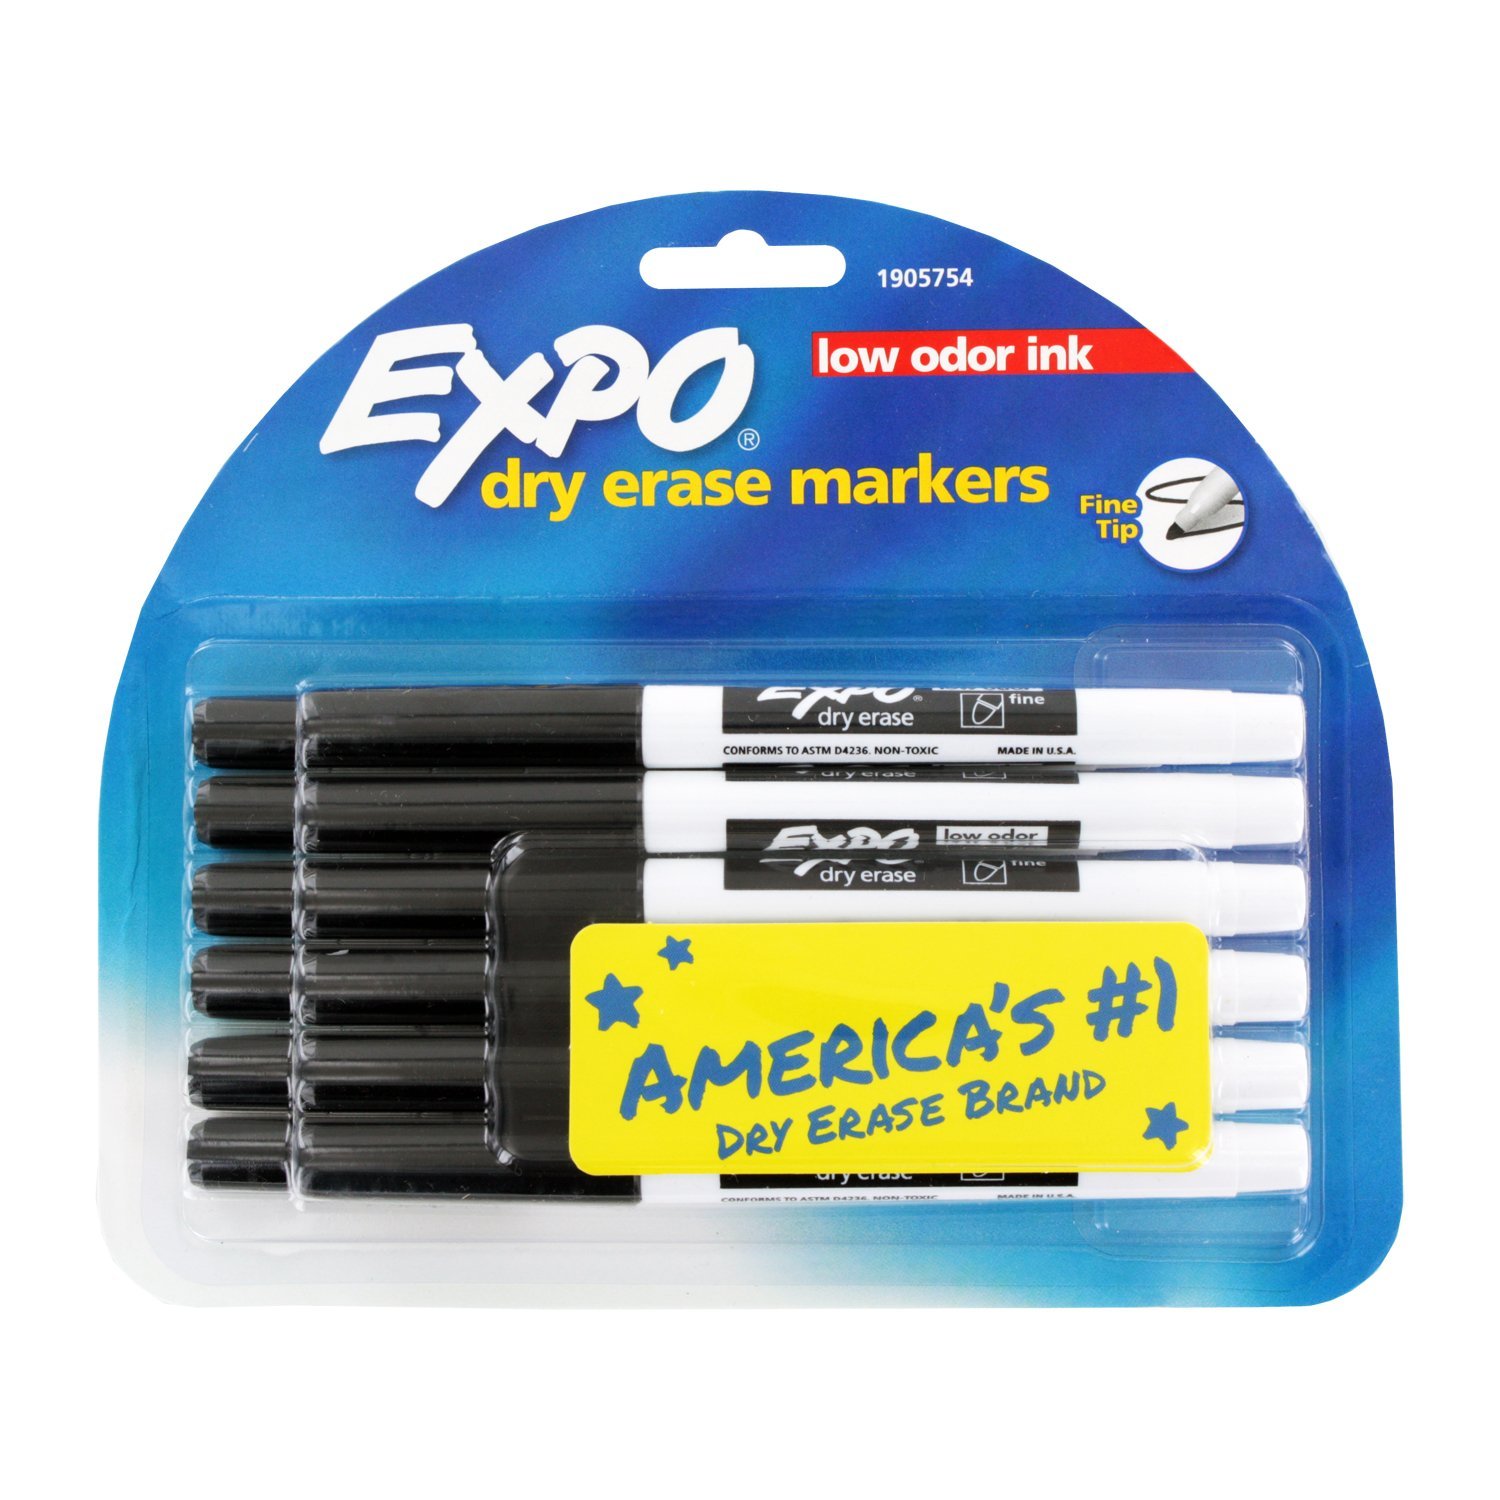 1905754
EXPO®
low odor ink
dry erase markers
Fine
Tip
EXPO®
dry erase
fine
CONFORMS TO ASTM D4236. NON-TOXIC MADE IN U.S.A.
dry erase
EXPO low odor
dry erase
fine
AMERICA'S #1
DRY ERASE BRAND
dry erase
CONFORMS TO ASTM D4236. NON-TOXIC MADE IN U.S.A.